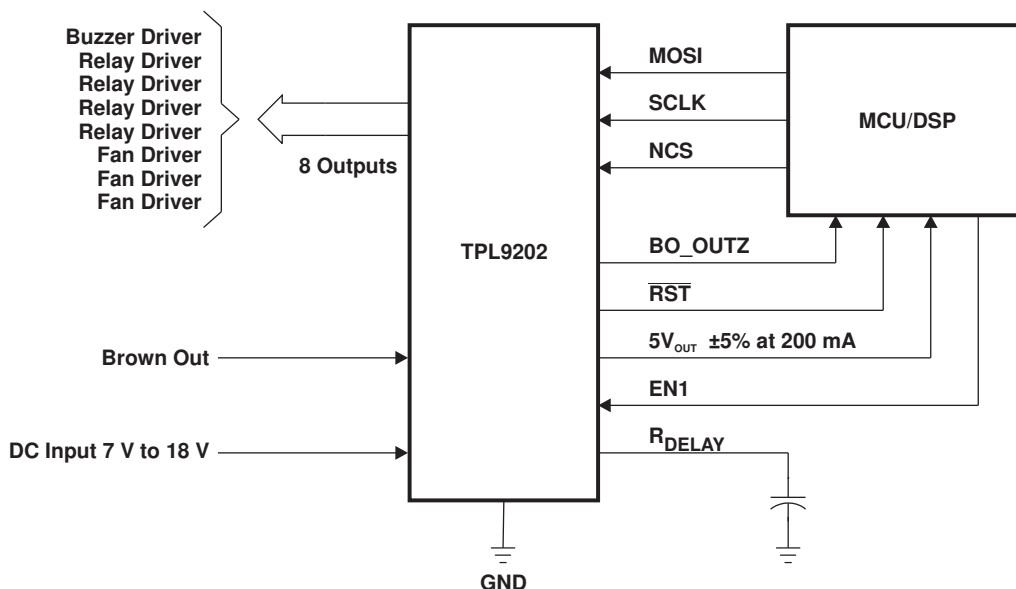 Buzzer Driver
Relay Driver
Relay Driver
Relay Driver
Relay Driver
Fan Driver
Fan Driver
Fan Driver
8 Outputs
Brown Out
DC Input 7 V to 18 V
TPL9202
GND
MOSI
SCLK
NCS
MCU/DSP
BO_OUTZ
RST
5VOUT ±5% at 200 mA
EN1
RDELAY